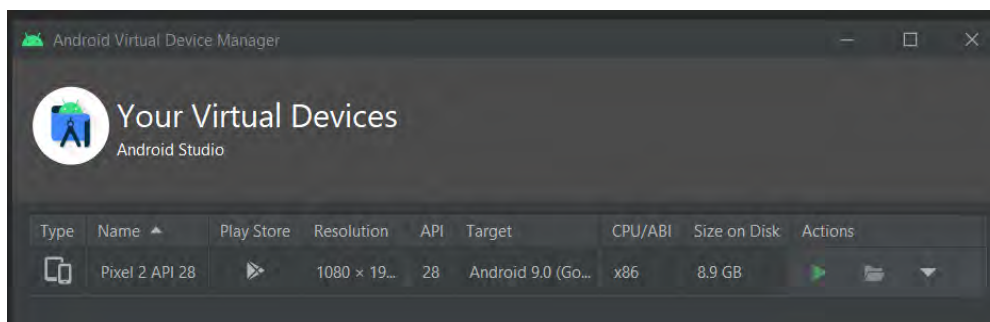 Android Virtual Device Manager
Your Virtual Devices
Android Studio
Type Name Play Store Resolution API Target CPU/ABI Size on Disk Actions
Pixel 2 API 28 1080 × 19... 28 Android 9.0 (Go... x86 8.9 GB